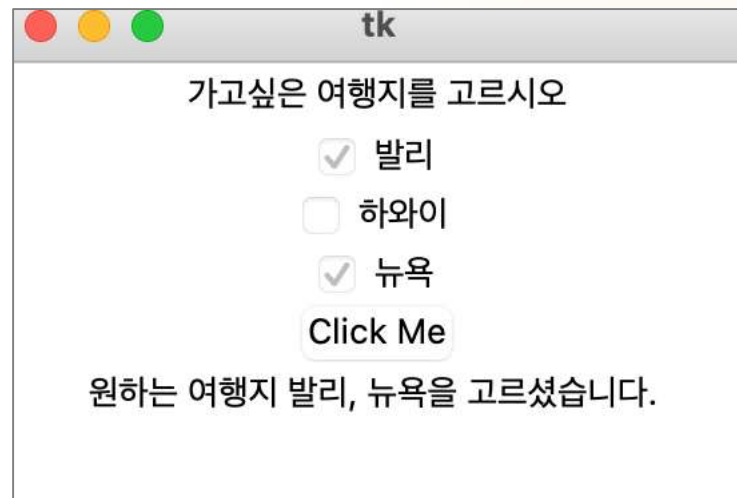 tk
가고싶은 여행지를 고르시오
발리
하와이
뉴욕
Click Me
원하는 여행지 발리, 뉴욕을 고르셨습니다.